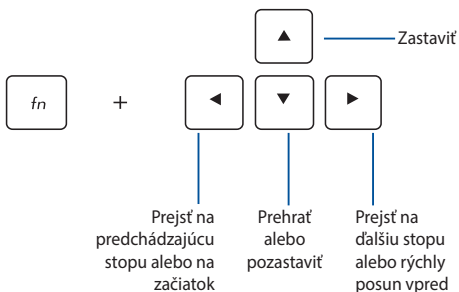 Zastaviť
fn
+
Prejsť na
predchádzajúcu
stopu alebo na
začiatok
Prehrať
alebo
pozastaviť
Prejsť na
ďalšiu stopu
alebo rýchly
posun vpred